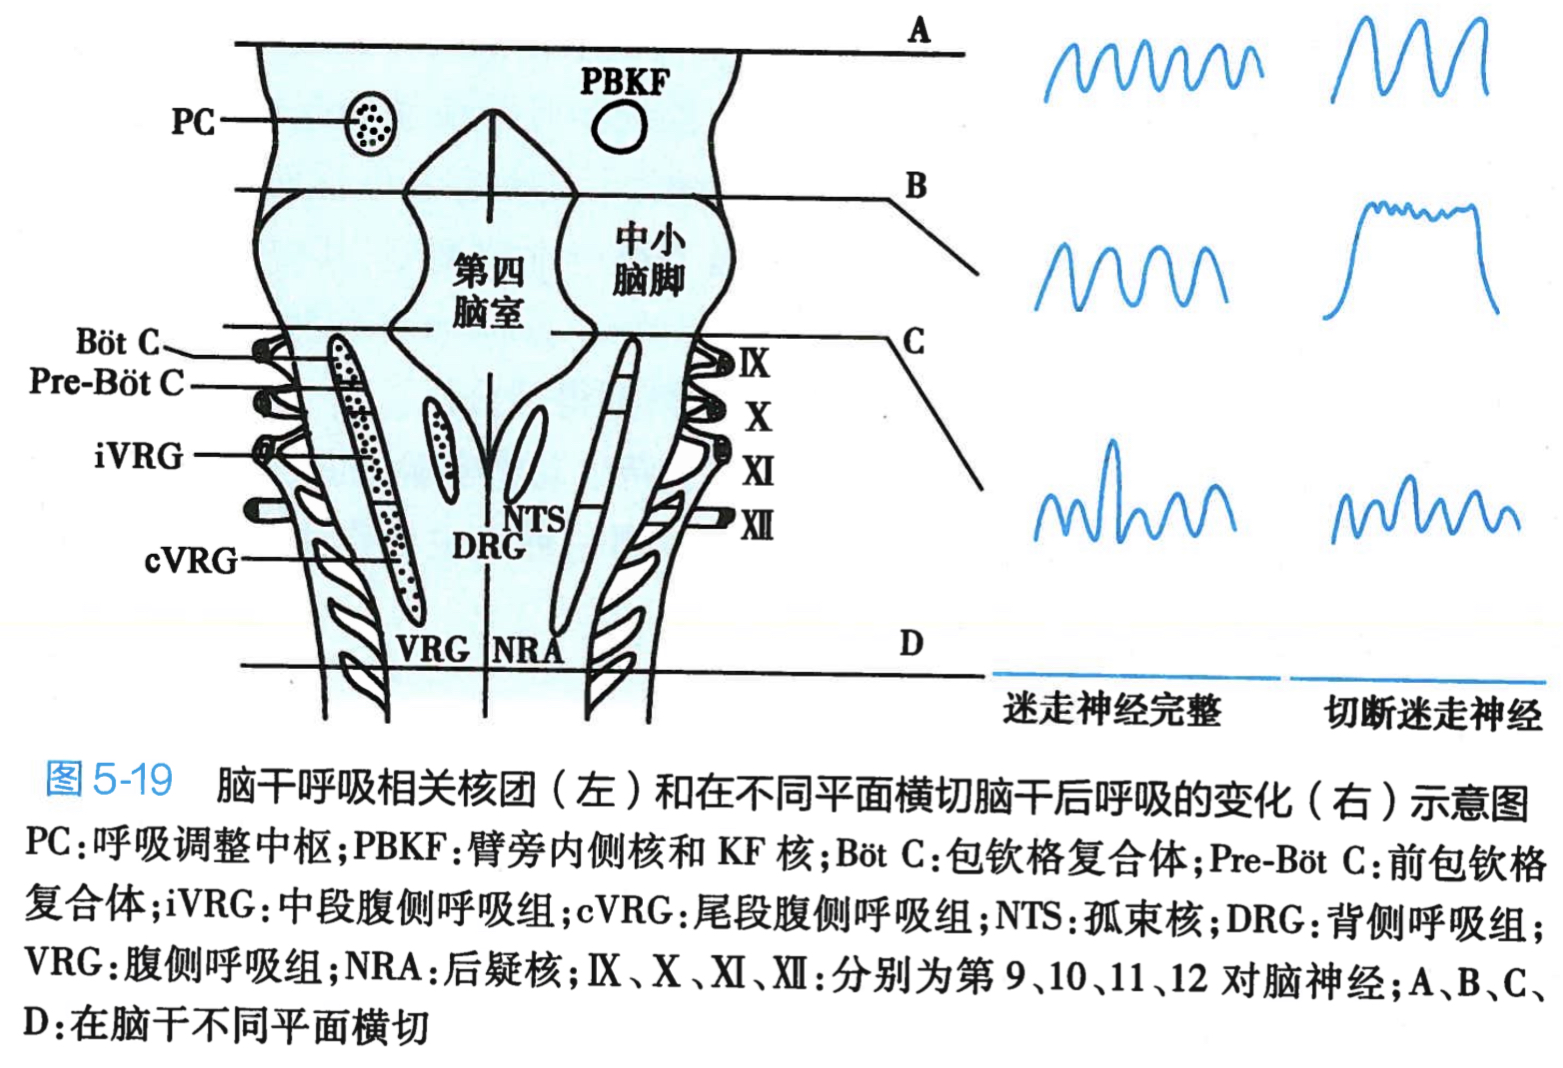 A
PBKF
PC
B
中小
脑脚
第四
脑室
Böt C
C
Pre-Böt C
IX
X
iVRG
XI
NTS
XII
DRG
cVRG
VRG
NRA
D
迷走神经完整
切断迷走神经
图 5-19 脑干呼吸相关核团（左）和在不同平面横切脑干后呼吸的变化（右）示意图
PC:呼吸调整中枢;PBKF:臂旁内侧核和 KF 核;Böt C:包钦格复合体;Pre-Böt C:前包钦格
复合体;iVRG:中段腹侧呼吸组;cVRG:尾段腹侧呼吸组;NTS:孤束核;DRG:背侧呼吸组;
VRG:腹侧呼吸组;NRA:后疑核;Ⅸ、Ⅹ、Ⅺ、Ⅻ:分别为第 9、10、11、12 对脑神经;A、B、C、
D:在脑干不同平面横切